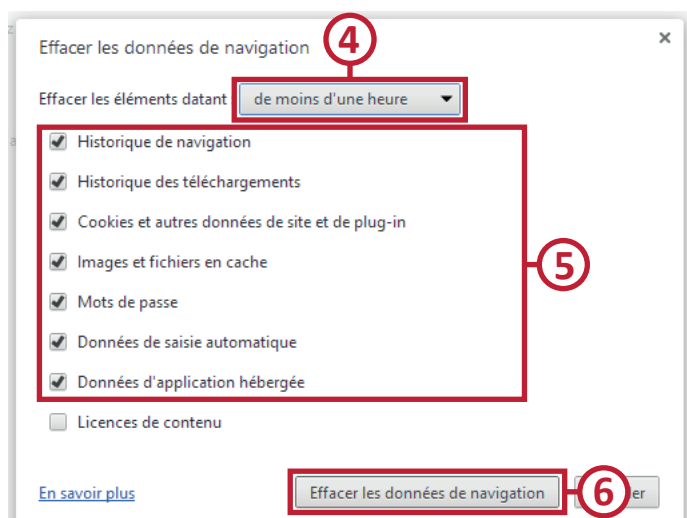 Effacer les données de navigation
4
Effacer les éléments datant
de moins d'une heure
Historique de navigation
Historique des téléchargements
Cookies et autres données de site et de plug-in
Images et fichiers en cache
5
Mots de passe
Données de saisie automatique
Données d'application hébergée
Licences de contenu
En savoir plus
Effacer les données de navigation
6